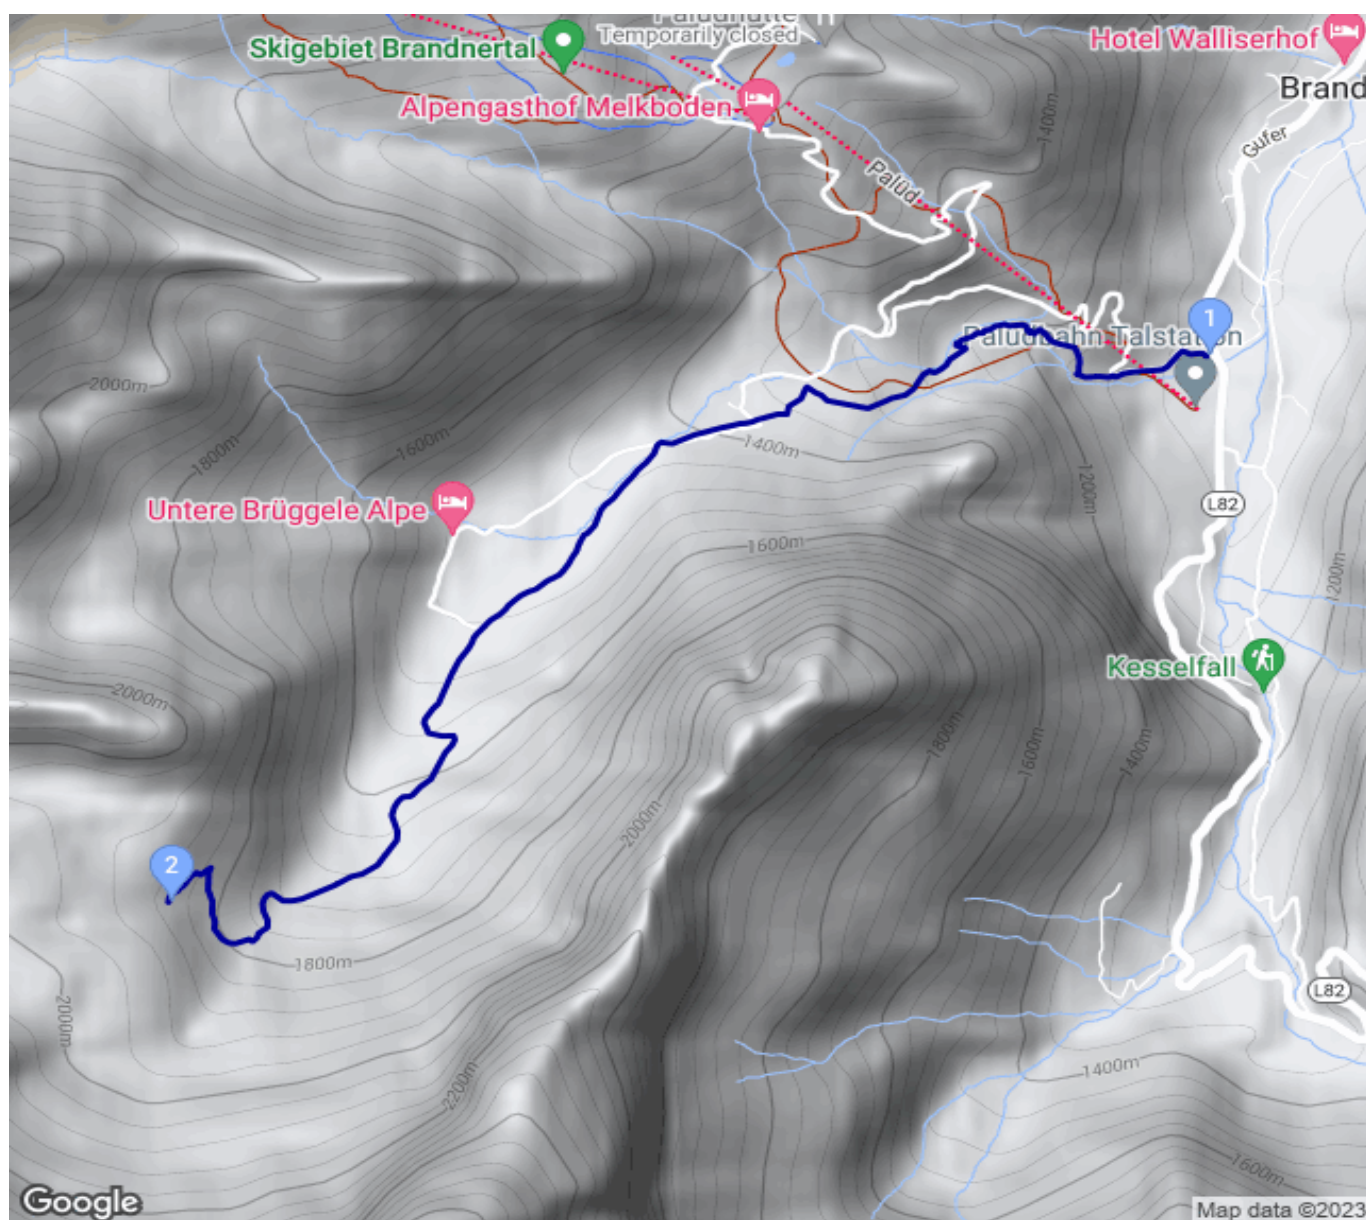 Paludhütte
Temporarily closed
Hotel Walliserhof
Skigebiet Brandnertal
Brand
Alpengasthof Melkboden
1400m
Gufer
Palüd
1
Paludbahn Talstation
2000m
1800m
1600m
1400m
1200m
L82
Untere Brüggele Alpe
1600m
1200m
Kesselfall
2000m
1800m
1600m
1400m
2000m
2
1800m
L82
2000m
2200m
1400m
1600m
Google
Map data ©2023